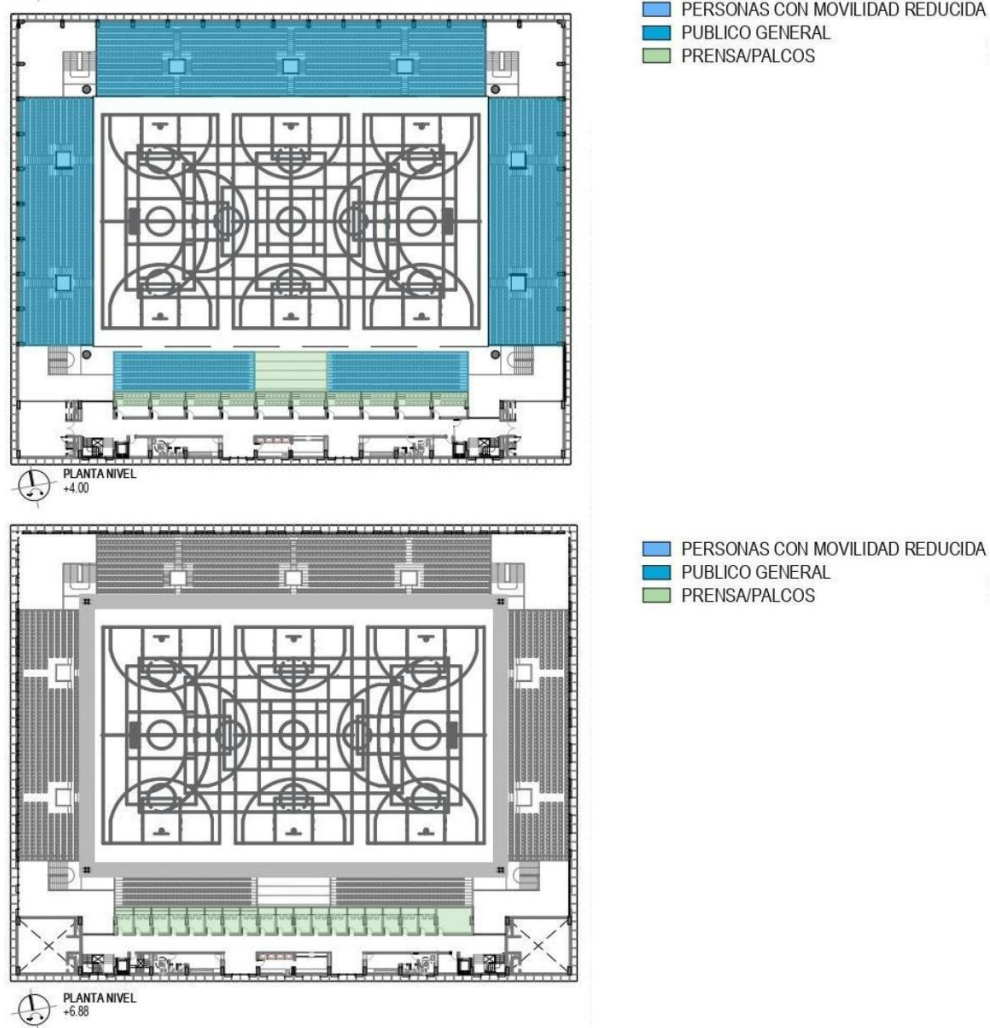 PERSONAS CON MOVILIDAD REDUCIDA
PUBLICO GENERAL
PRENSA/PALCOS
PLANTA NIVEL
+4.00
PERSONAS CON MOVILIDAD REDUCIDA
PUBLICO GENERAL
PRENSA/PALCOS
PLANTA NIVEL
+6.88